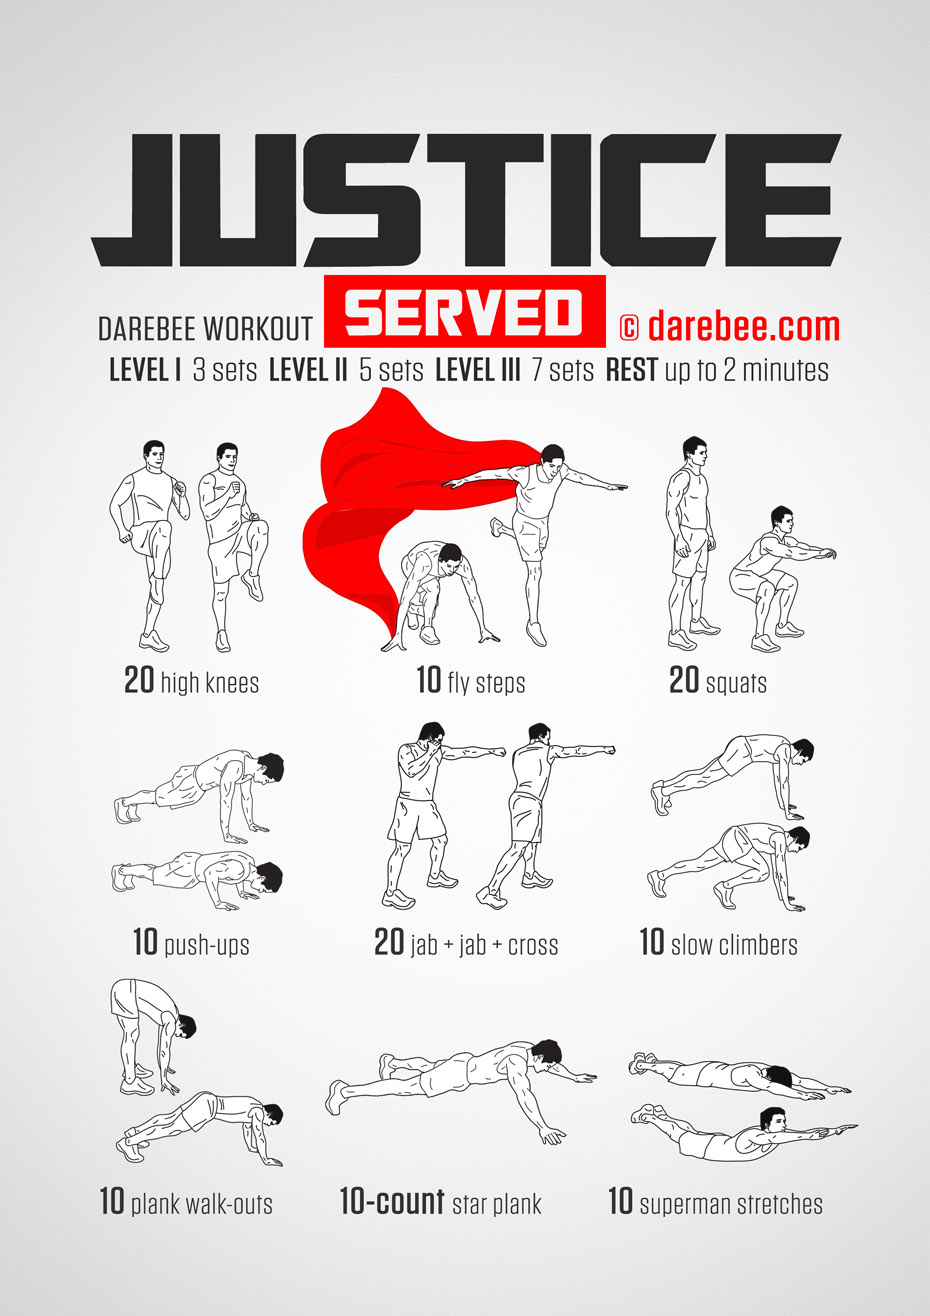 JUSTICE
SERVED
DAREBEE WORKOUT © darebee.com
LEVEL I 3 sets LEVEL II 5 sets LEVEL III 7 sets REST up to 2 minutes
20 high knees
10 fly steps
20 squats
10 push-ups
20 jab + jab + cross
10 slow climbers
10 plank walk-outs
10-count star plank
10 superman stretches